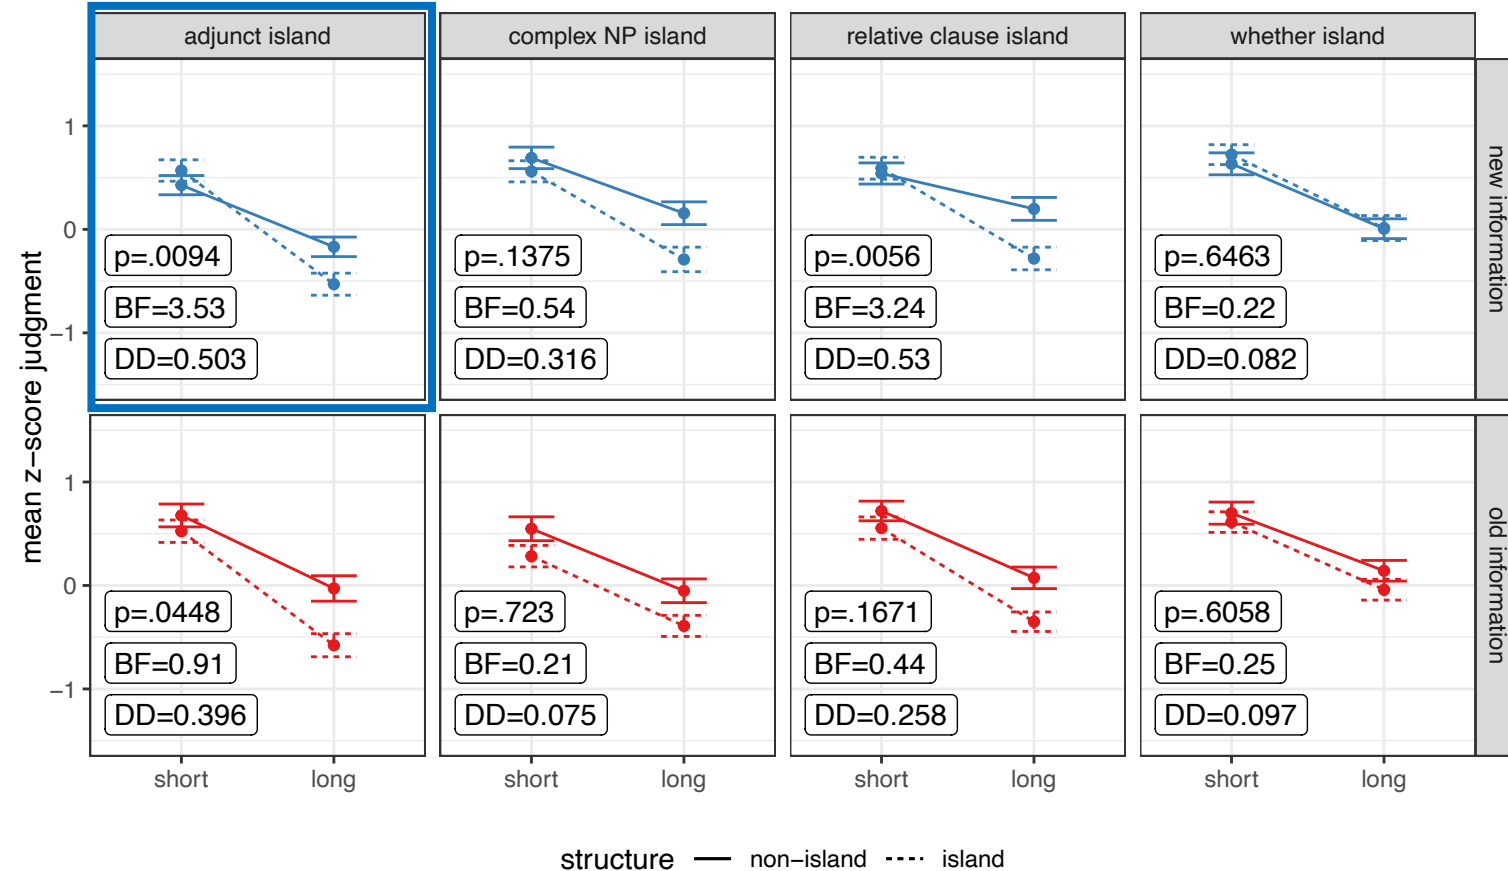 adjunct island
complex NP island
relative clause island
whether island
mean z−score judgment
1
0
−1
p=.0094
BF=3.53
DD=0.503
p=.1375
BF=0.54
DD=0.316
p=.0056
BF=3.24
DD=0.53
p=.6463
BF=0.22
DD=0.082
new information
1
0
−1
p=.0448
BF=0.91
DD=0.396
p=.723
BF=0.21
DD=0.075
p=.1671
BF=0.44
DD=0.258
p=.6058
BF=0.25
DD=0.097
old information
short long short long short long short long
structure non−island island